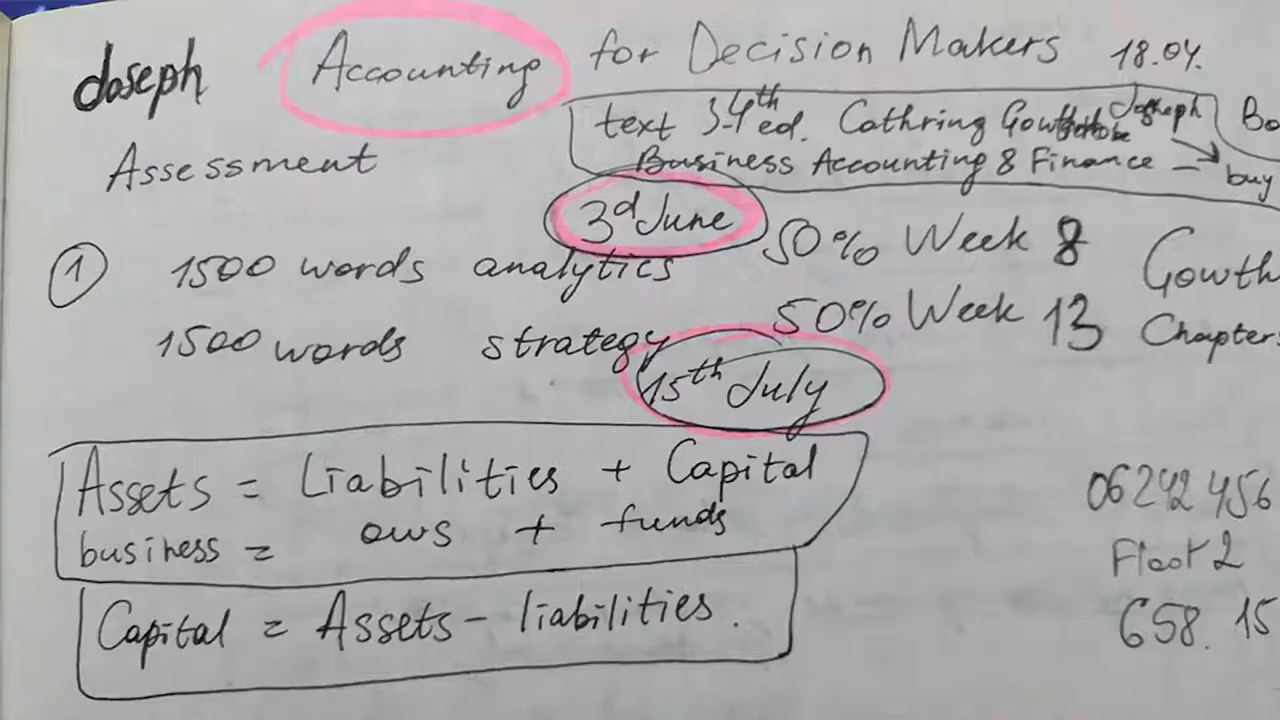 Joseph Accounting for Decision Makers 18.04.
text 3-4th ed. Cathring Gow Joseph Bo
Business Accounting & Finance → buy
Assessment
3d June
① 1500 words analytics 50% Week 8 Gowth
1500 words strategy 50% Week 13 Chapters
15th July
Assets = Liabilities + Capital
business = ows + funds
Capital = Assets - liabilities.
06242456
Floor 2
658.15